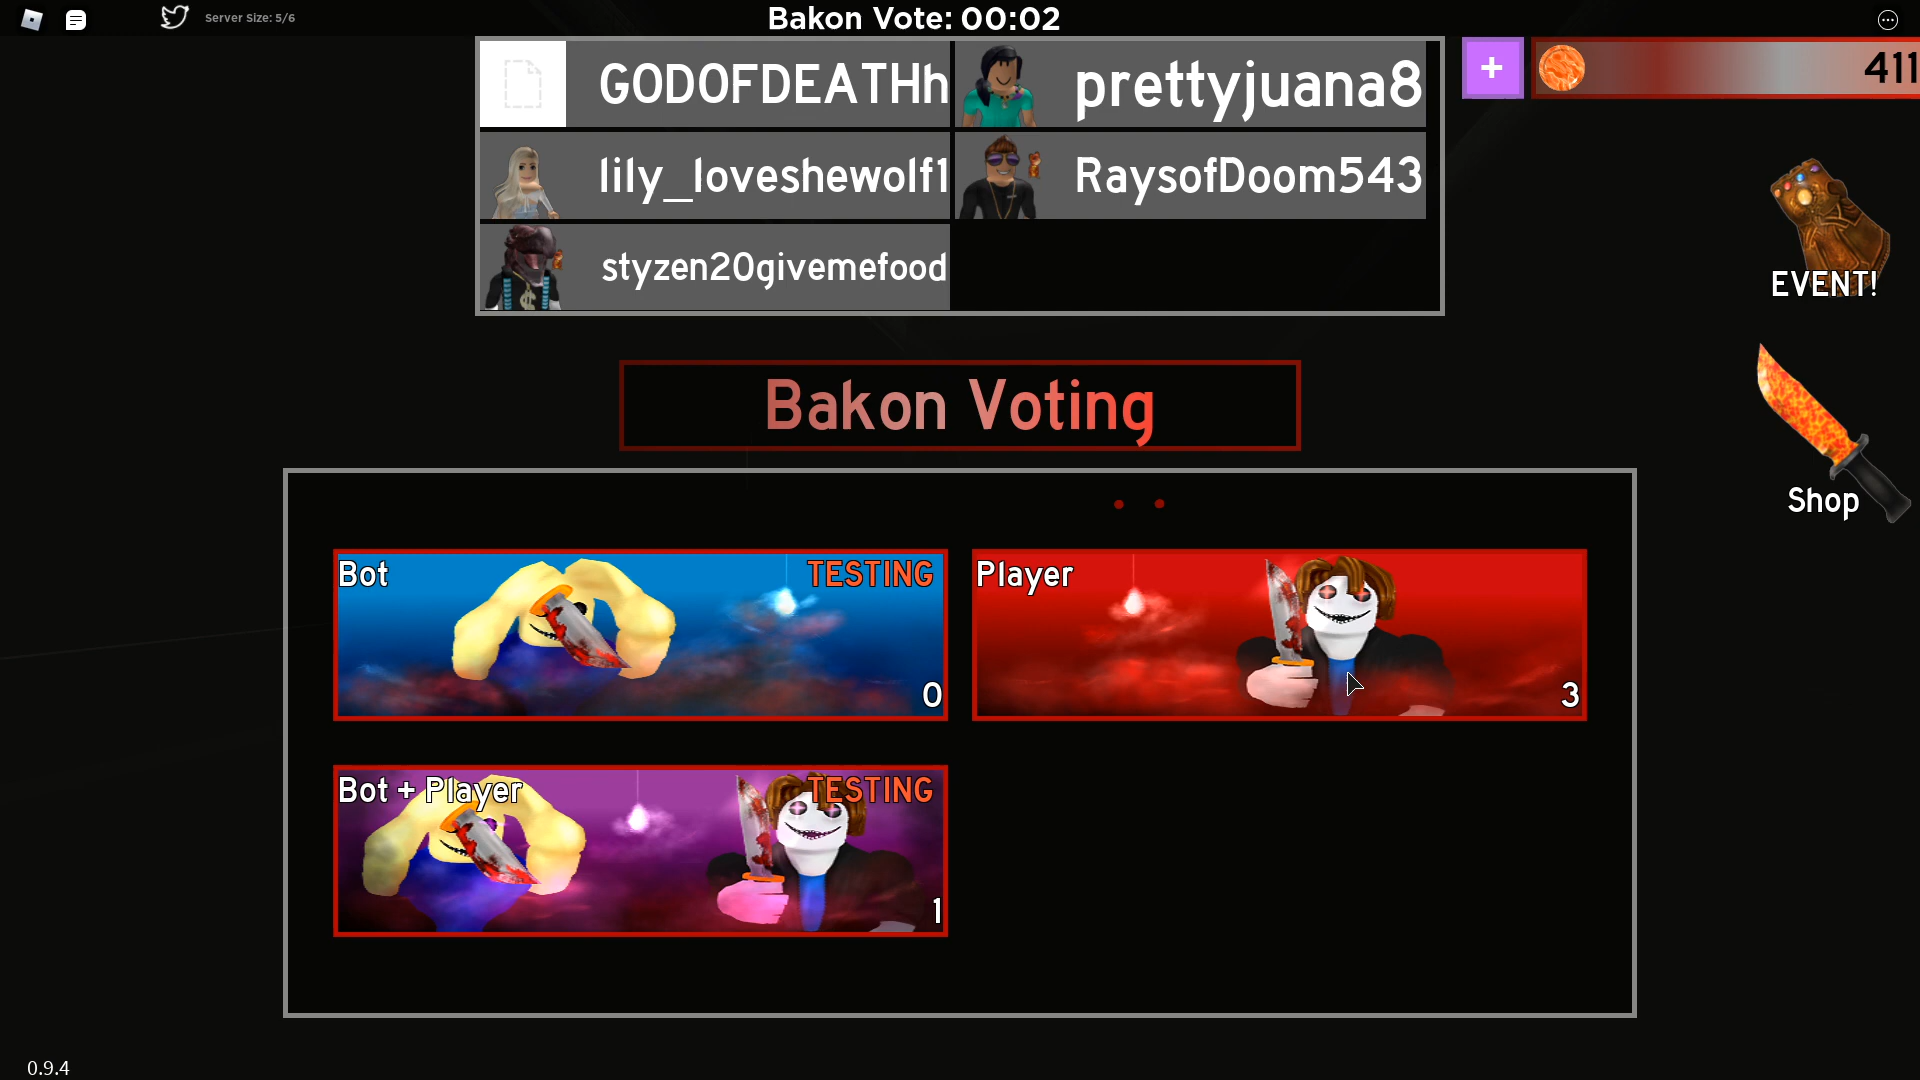 Server Size: 5/6
Bakon Vote: 00:02
GODOFDEATHh
prettyjuana8
411
lily_loveshewolf1
RaysofDoom543
styzen20givemefood
EVENT!
Bakon Voting
Shop
Bot
TESTING
0
Player
3
Bot + Player
TESTING
1
0.9.4